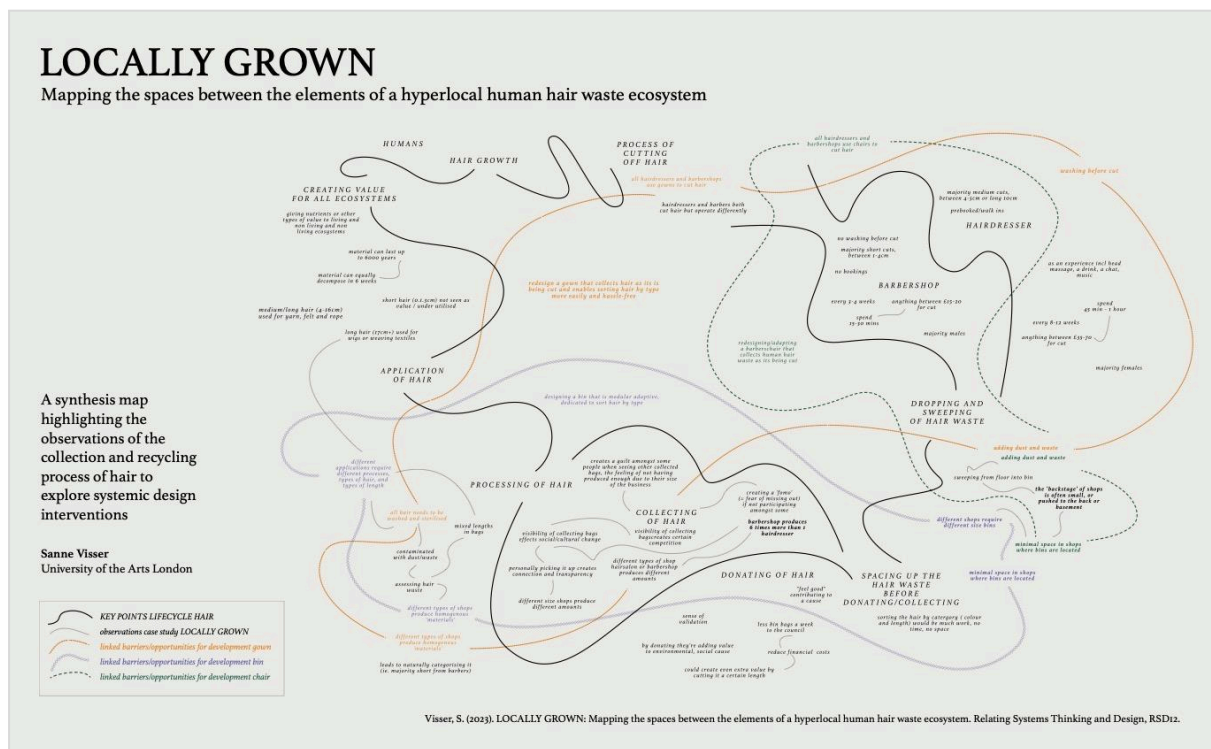 LOCALLY GROWN
Mapping the spaces between the elements of a hyperlocal human hair waste ecosystem
HUMANS
HAIR GROWTH
PROCESS OF
CUTTING
OFF HAIR
all hairdressers and barbershops
use gowns to cut hair
hairdressers and barbers both
cut hair but operate differently
all hairdressers and
barbershops use chairs to
cut hair
washing before cut
CREATING VALUE
FOR ALL ECOSYSTEMS
giving nutrients or other
types of value to living and
non living and non
living ecosystems
material can last up
to 6000 years
material can equally
decompose in 6 weeks
short hair (0.1-3cm) not seen as
value / under utilised
medium/long hair (4-16cm)
used for yarn, felt and rope
long hair (17cm+) used for
wigs or weaving textiles
redesign a gown that collects hair as its is
being cut and enables sorting hair by type
more easily and hassle-free
majority medium cuts,
between 4-5cm or long 10cm
prebooked/walk ins
HAIRDRESSER
no washing before cut
majority short cuts,
between 1-4cm
no bookings
BARBERSHOP
every 3-4 weeks
anything between £15-20
for cut
spend
15-30 mins
majority males
as an experience incl head
massage, a drink, a chat,
music
spend
45 min - 1 hour
every 8-12 weeks
anything between £35-70
for cut
majority females
redesigning/adapting
a barberschair that
collects human hair
waste as its being cut
APPLICATION
OF HAIR
designing a bin that is modular adaptive,
dedicated to sort hair by type
DROPPING AND
SWEEPING
OF HAIR WASTE
A synthesis map
highlighting the
observations of the
collection and recycling
process of hair to
explore systemic design
interventions
Sanne Visser
University of the Arts London
different
applications require
different processes,
types of hair, and
types of length
PROCESSING OF HAIR
all hair needs to be
washed and sterilised
mixed lengths
in bags
contaminated
with dust/waste
assessing hair
waste
different types of shops
produce homogenous
'materials'
different types of shops
produce homogenous
'materials'
leads to naturally categorizing it
(ie. majority short from barbers)
creates a guilt amongst some
people when seeing other collected
bags, the feeling of not having
produced enough due to their size
of the business
COLLECTING
OF HAIR
visibility of collecting
bags creates certain
competition
visibility of collecting bags
effects social/cultural change
creating a 'fomo'
(= fear of missing out)
if not participating
amongst some
barbershop produces
6 times more than 1
hairdresser
personally picking it up creates
connection and transparency
different types of shop
hairsalon or barbershop
produces different
amounts
different size shops produce
different amounts
adding dust and waste
adding dust and waste
sweeping from floor into bin
the 'backstage' of shops
is often small, or
pushed to the back or
basement
different shops require
different size bins
minimal space in shops
where bins are located
minimal space in shops
where bins are located
DONATING OF HAIR
"feel good"
contributing to
a cause
sense of
validation
less bin bags a week
to the council
by donating they're adding value
to environmental, social cause
reduce financial costs
could create even extra value by
cutting it a certain length
SPACING UP THE
HAIR WASTE
BEFORE
DONATING/COLLECTING
sorting the hair by catergory ( colour
and length) would be much work, no
time, no space
KEY POINTS LIFECYCLE HAIR
observations case study LOCALLY GROWN
linked barriers/opportunities for development gown
linked barriers/opportunities for development bin
linked barriers/opportunities for development chair
Visser, S. (2023). LOCALLY GROWN: Mapping the spaces between the elements of a hyperlocal human hair waste ecosystem. Relating Systems Thinking and Design, RSD12.